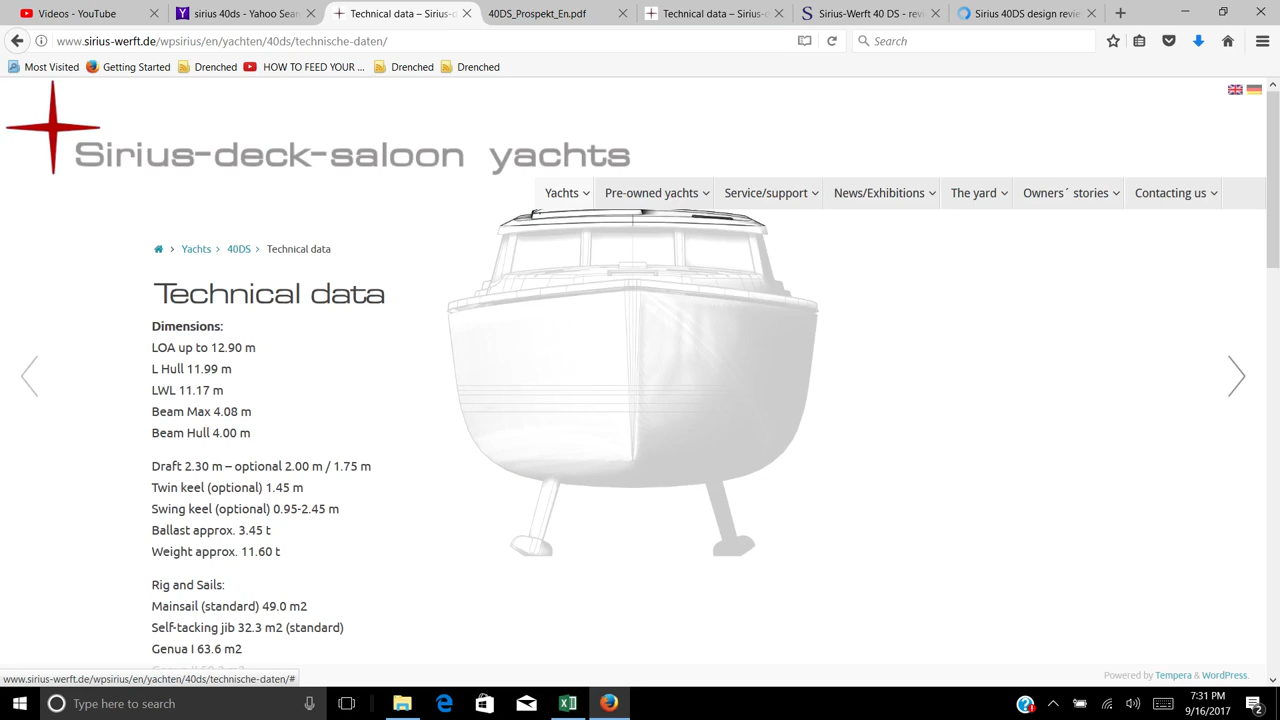 Videos - YouTube
sirius 40ds - Yahoo Sear
Technical data – Sirius-D
40DS_Prospekt_En.pdf
Technical data – Sirius-D
Sirius-Werft 40 DS - revi
Sirius 40DS design revie
www.sirius-werft.de/wpsirius/en/yachten/40ds/technische-daten/
Search
Most Visited
Getting Started
Drenched
HOW TO FEED YOUR ...
Drenched
Drenched
Sirius-deck-saloon yachts
Yachts
Pre-owned yachts
Service/support
News/Exhibitions
The yard
Owners´ stories
Contacting us
Yachts
40DS
Technical data
Technical data
Dimensions:
LOA up to 12.90 m
L Hull 11.99 m
LWL 11.17 m
Beam Max 4.08 m
Beam Hull 4.00 m
Draft 2.30 m – optional 2.00 m / 1.75 m
Twin keel (optional) 1.45 m
Swing keel (optional) 0.95-2.45 m
Ballast approx. 3.45 t
Weight approx. 11.60 t
Rig and Sails:
Mainsail (standard) 49.0 m2
Self-tacking jib 32.3 m2 (standard)
Genua I 63.6 m2
www.sirius-werft.de/wpsirius/en/yachten/40ds/technische-daten/#
Powered by Tempera & WordPress.
Type here to search
7:31 PM
9/16/2017
2